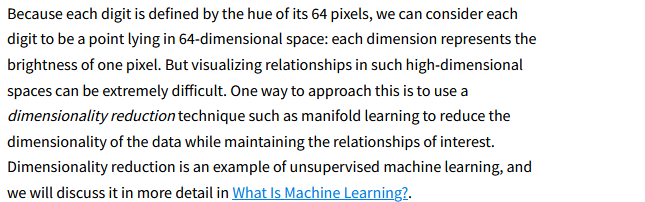 Because each digit is defined by the hue of its 64 pixels, we can consider each
digit to be a point lying in 64-dimensional space: each dimension represents the
brightness of one pixel. But visualizing relationships in such high-dimensional
spaces can be extremely difficult. One way to approach this is to use a
dimensionality reduction technique such as manifold learning to reduce the
dimensionality of the data while maintaining the relationships of interest.
Dimensionality reduction is an example of unsupervised machine learning, and
we will discuss it in more detail in What Is Machine Learning?.